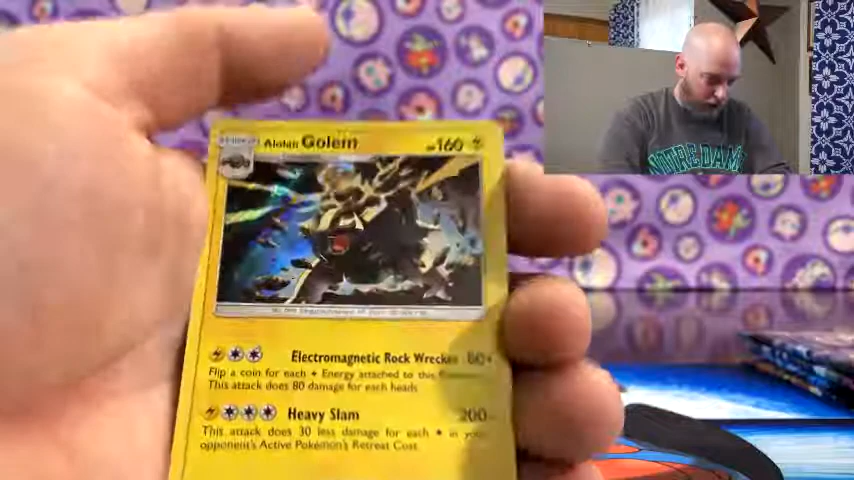 Alolan Golem 160
Electromagnetic Rock Wrecker 80×
Flip a coin for each Energy attached to this
This attack does 80 damage for each heads.
Heavy Slam 200
This attack does 30 less damage for each in your
opponent's Active Pokémon's Retreat Cost.
NOTRE DAME